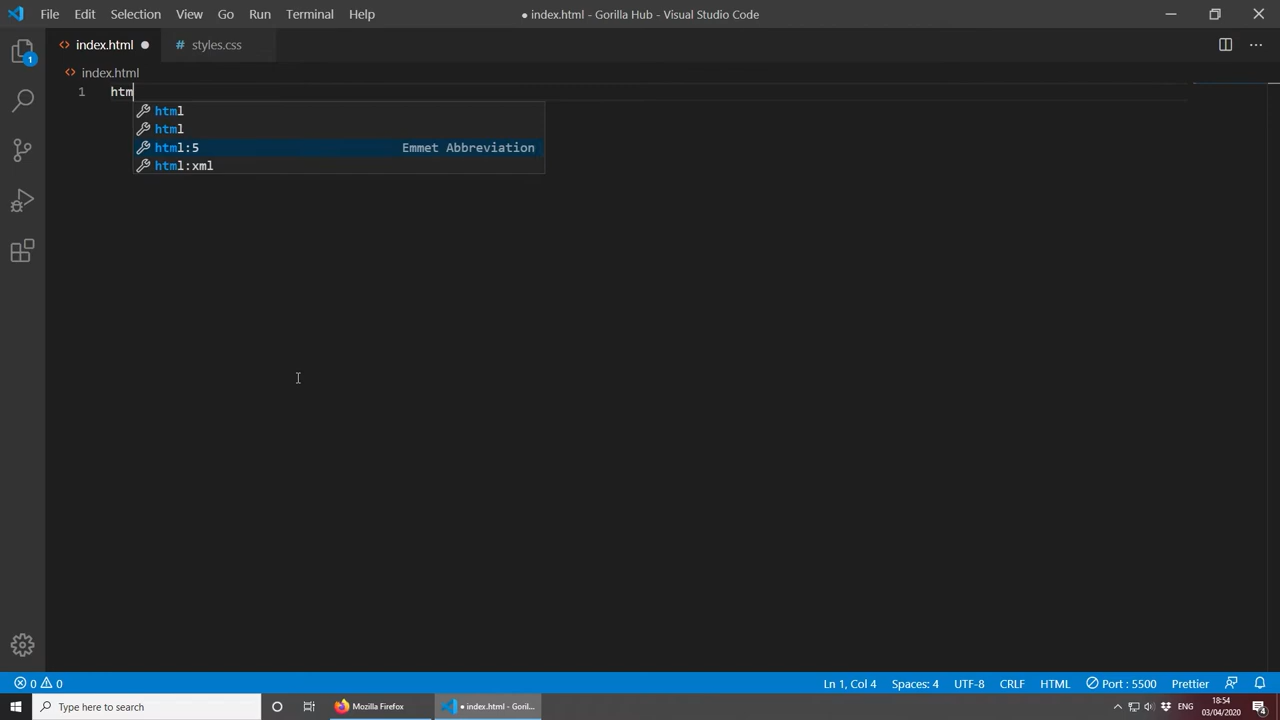 File Edit Selection View Go Run Terminal Help ● index.html - Gorilla Hub - Visual Studio Code
<> index.html ● # styles.css
<> index.html
1 htm
html
html
html:5 Emmet Abbreviation
html:xml
1
0 0 Ln 1, Col 4 Spaces: 4 UTF-8 CRLF HTML Port : 5500 Prettier
Type here to search Mozilla Firefox ● index.html - Goril... ENG 18:54 4
03/04/2020